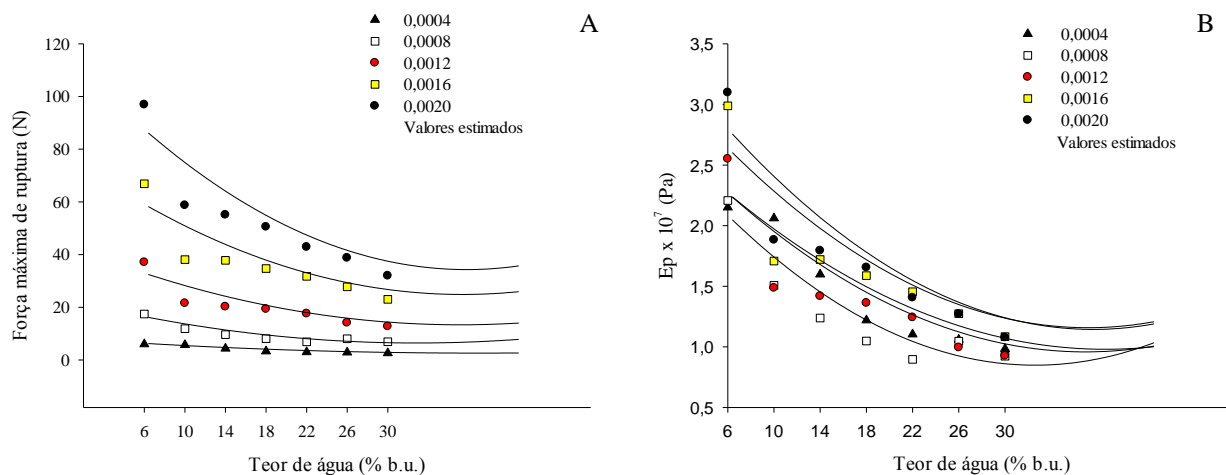 A
0,0004
0,0008
0,0012
0,0016
0,0020
Valores estimados
Força máxima de ruptura (N)
120
100
80
60
40
20
0
6 10 14 18 22 26 30
Teor de água (% b.u.)
B
0,0004
0,0008
0,0012
0,0016
0,0020
Valores estimados
Ep x 10⁷ (Pa)
3,5
3,0
2,5
2,0
1,5
1,0
0,5
6 10 14 18 22 26 30
Teor de água (% b.u.)